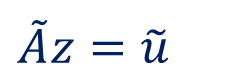 Ãz = ũ